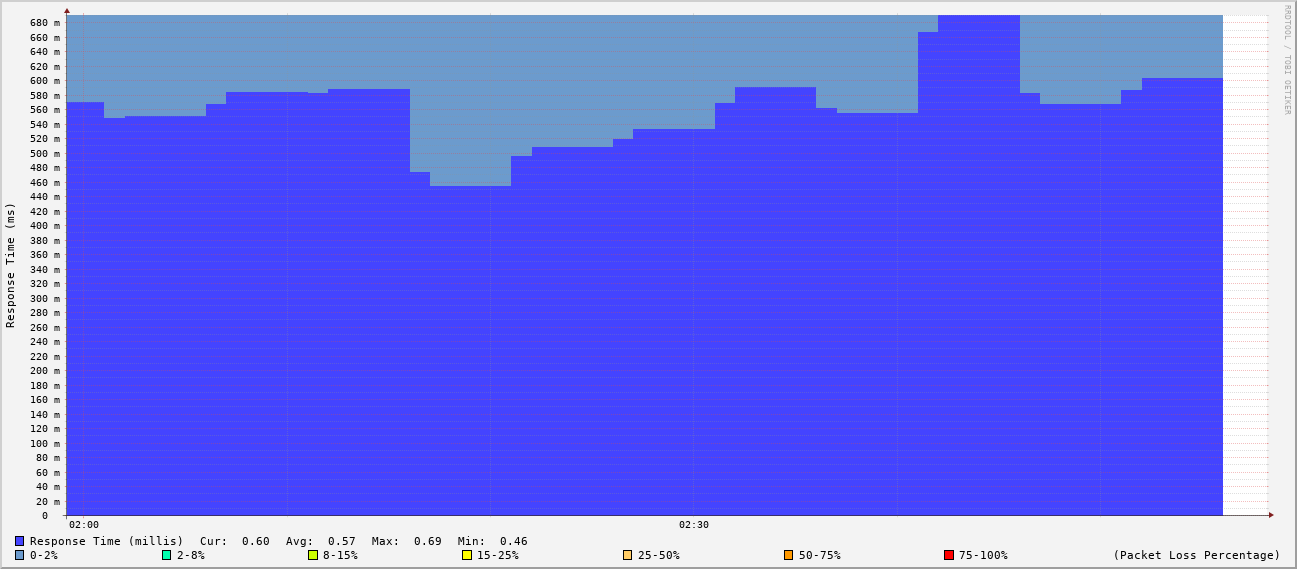 RRDTOOL / TOBI OETIKER
Response Time (ms)
680 m
660 m
640 m
620 m
600 m
580 m
560 m
540 m
520 m
500 m
480 m
460 m
440 m
420 m
400 m
380 m
360 m
340 m
320 m
300 m
280 m
260 m
240 m
220 m
200 m
180 m
160 m
140 m
120 m
100 m
80 m
60 m
40 m
20 m
0
02:00 02:30
Response Time (millis) Cur: 0.60 Avg: 0.57 Max: 0.69 Min: 0.46
0-2% 2-8% 8-15% 15-25% 25-50% 50-75% 75-100% (Packet Loss Percentage)